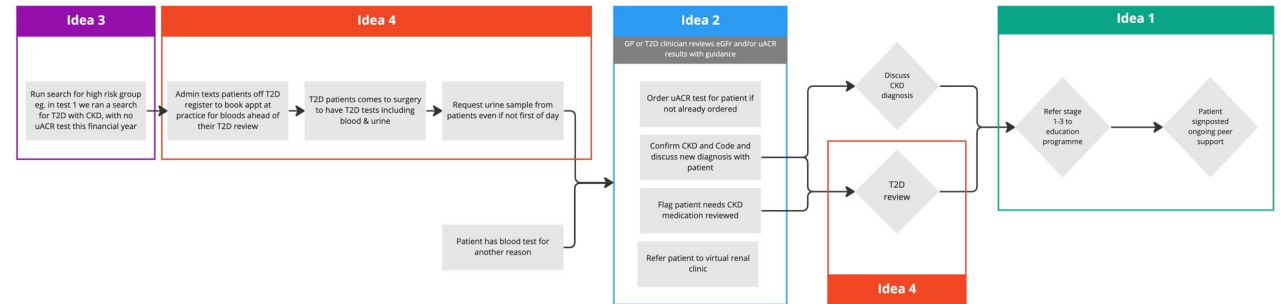 Idea 3
Run search for high risk group
eg. in test 1 we ran a search
for T2D with CKD, with no
uACR test this financial year
Idea 4
Admin texts patients off T2D
register to book appt at
practice for bloods ahead of
their T2D review
T2D patients comes to surgery
to have T2D tests including
blood & urine
Request urine sample from
patients even if not first of day
Patient has blood test for
another reason
Idea 2
GP or T2D clinician reviews eGFr and/or uACR
results with guidance
Order uACR test for patient if
not already ordered
Confirm CKD and Code and
discuss new diagnosis with
patient
Flag patient needs CKD
medication reviewed
Refer patient to virtual renal
clinic
Discuss
CKD
diagnosis
T2D
review
Idea 4
Idea 1
Refer stage
1-3 to
education
programme
Patient
signposted
ongoing peer
support